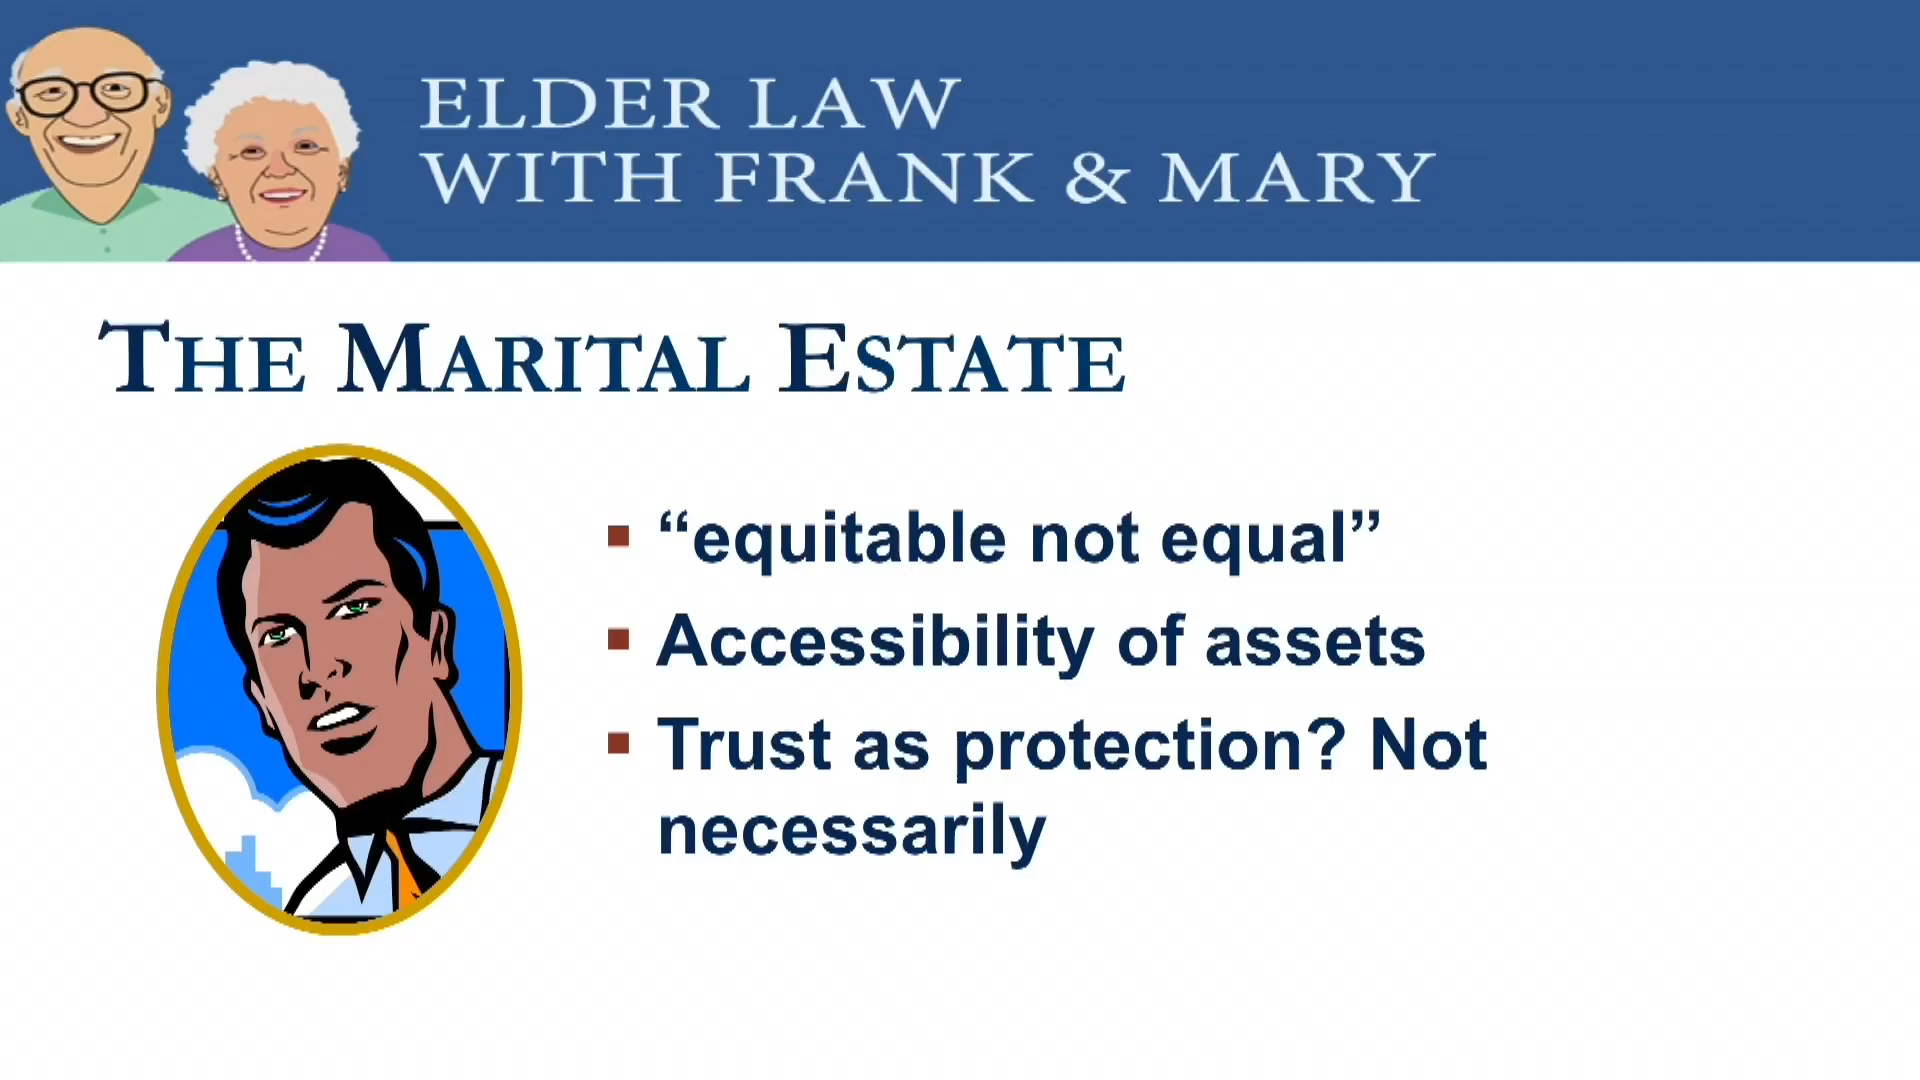 ELDER LAW
WITH FRANK & MARY
THE MARITAL ESTATE
“equitable not equal”
Accessibility of assets
Trust as protection? Not
necessarily